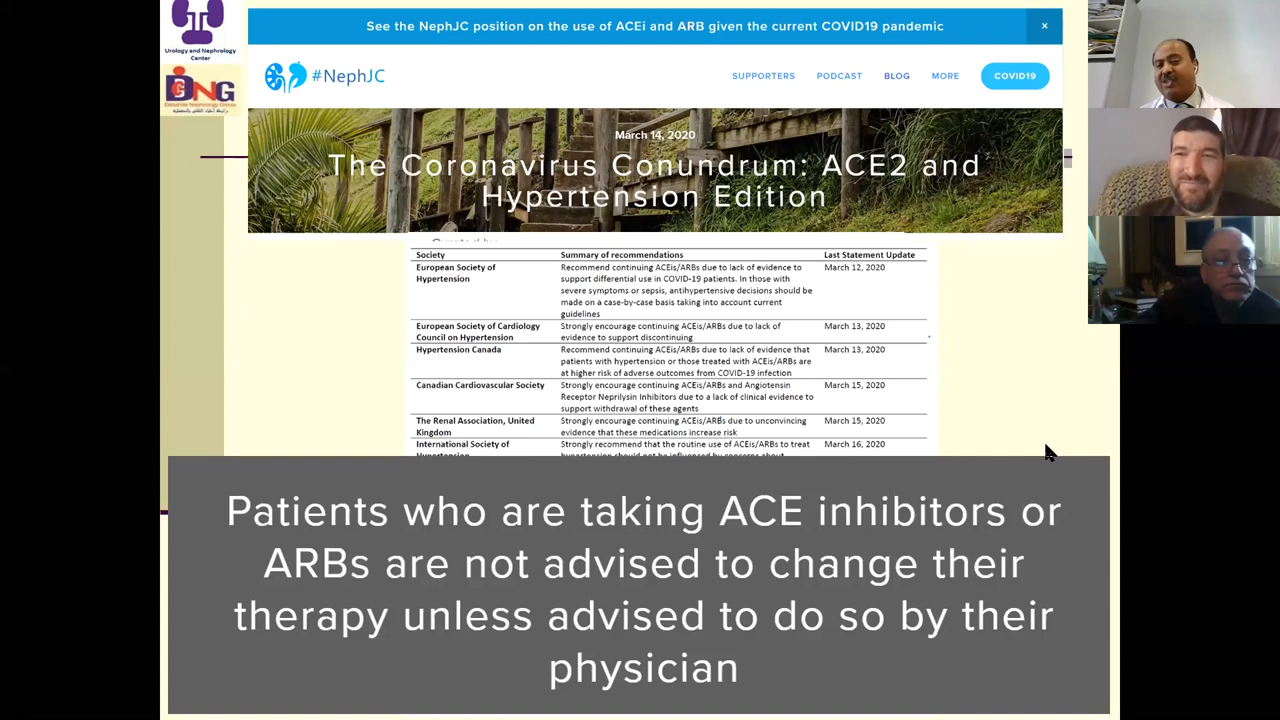 Urology and Nephrology
Center
DNG
Dakahlia Nephrology Group
See the NephJC position on the use of ACEi and ARB given the current COVID19 pandemic
×
#NephJC
SUPPORTERS PODCAST BLOG MORE COVID19
March 14, 2020
The Coronavirus Conundrum: ACE2 and
Hypertension Edition
Society Summary of recommendations Last Statement Update
European Society of Recommend continuing ACEis/ARBs due to lack of evidence to March 12, 2020
Hypertension support differential use in COVID-19 patients. In those with
severe symptoms or sepsis, antihypertensive decisions should be
made on a case-by-case basis taking into account current
guidelines
European Society of Cardiology Strongly encourage continuing ACEis/ARBs due to lack of March 13, 2020
Council on Hypertension evidence to support discontinuing
Hypertension Canada Recommend continuing ACEis/ARBs due to lack of evidence that March 13, 2020
patients with hypertension or those treated with ACEis/ARBs are
at higher risk of adverse outcomes from COVID-19 infection
Canadian Cardiovascular Society Strongly encourage continuing ACEis/ARBs and Angiotensin March 15, 2020
Receptor Neprilysin Inhibitors due to a lack of clinical evidence to
support withdrawal of these agents
The Renal Association, United Strongly encourage continuing ACEis/ARBs due to unconvincing March 15, 2020
Kingdom evidence that these medications increase risk
International Society of Strongly recommend that the routine use of ACEis/ARBs to treat March 16, 2020
Hypertension hypertension should not be influenced by concerns about
Patients who are taking ACE inhibitors or
ARBs are not advised to change their
therapy unless advised to do so by their
physician